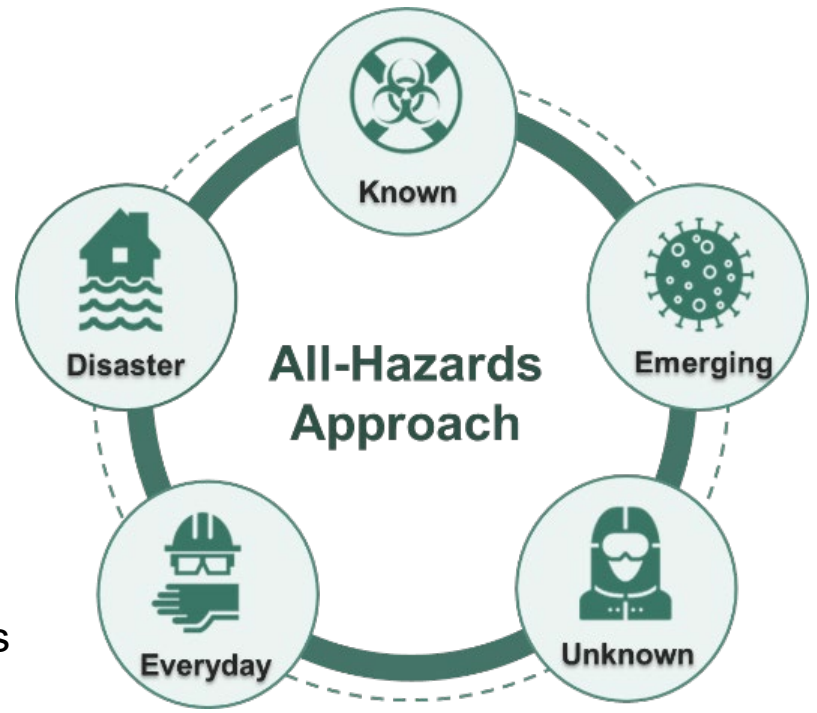 Known
Disaster
Emerging
All-Hazards
Approach
s
Everyday
Unknown